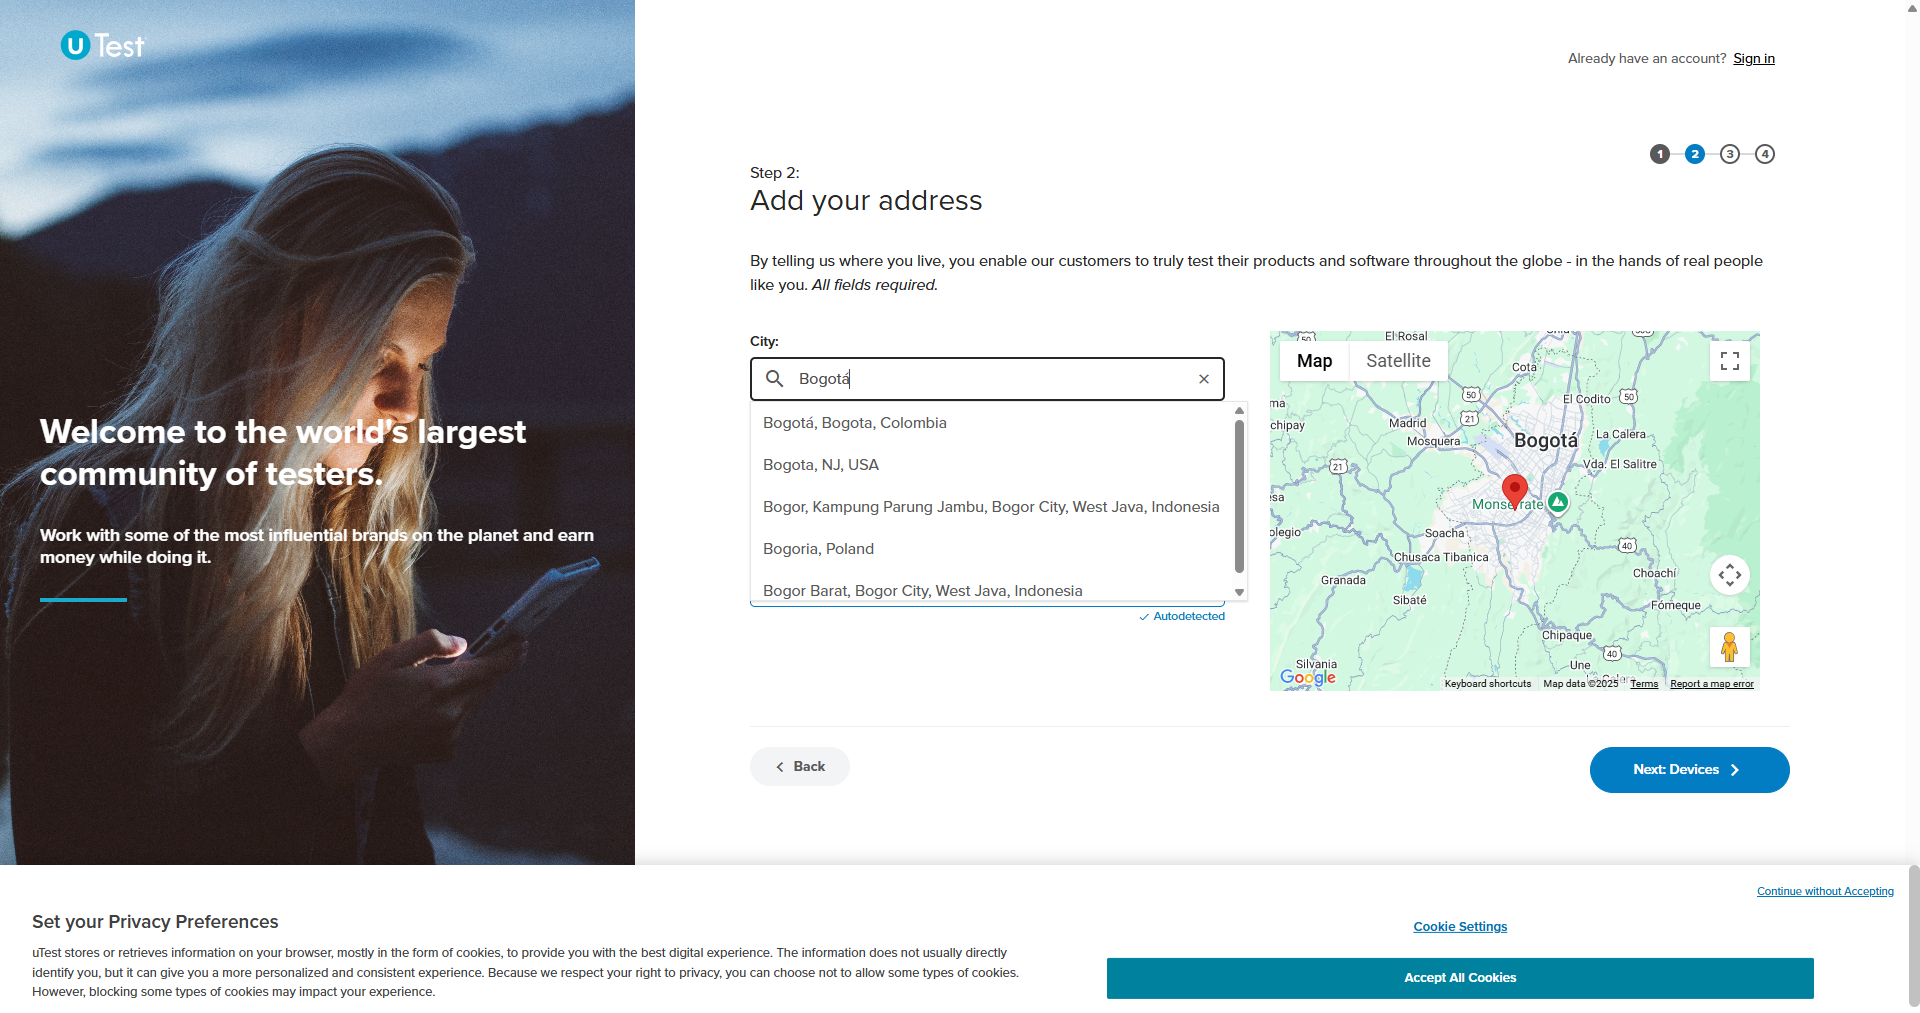 U Test
Already have an account? Sign in
1 2 3 4
Step 2:
Add your address
By telling us where you live, you enable our customers to truly test their products and software throughout the globe - in the hands of real people
like you. All fields required.
City:
Bogotá
Bogotá, Bogota, Colombia
Bogota, NJ, USA
Bogor, Kampung Parung Jambu, Bogor City, West Java, Indonesia
Bogoria, Poland
Bogor Barat, Bogor City, West Java, Indonesia
Autodetected
Map Satellite
El Rosal
50
50
Cota
50
El Codito 50
21
Madrid
Bogotá
La Calera
Mosquera
chipay
21
Vda. El Salitre
Monserrate
Soacha
Chusaca Tibanica
40
Choachí
Granada
Sibaté
Fómeque
Chipaque
40
Une
Silvania
Google
Keyboard shortcuts Map data ©2025 Terms Report a map error
Back
Next: Devices
Welcome to the world's largest
community of testers.
Work with some of the most influential brands on the planet and earn
money while doing it.
Continue without Accepting
Set your Privacy Preferences
uTest stores or retrieves information on your browser, mostly in the form of cookies, to provide you with the best digital experience. The information does not usually directly
identify you, but it can give you a more personalized and consistent experience. Because we respect your right to privacy, you can choose not to allow some types of cookies.
However, blocking some types of cookies may impact your experience.
Cookie Settings
Accept All Cookies